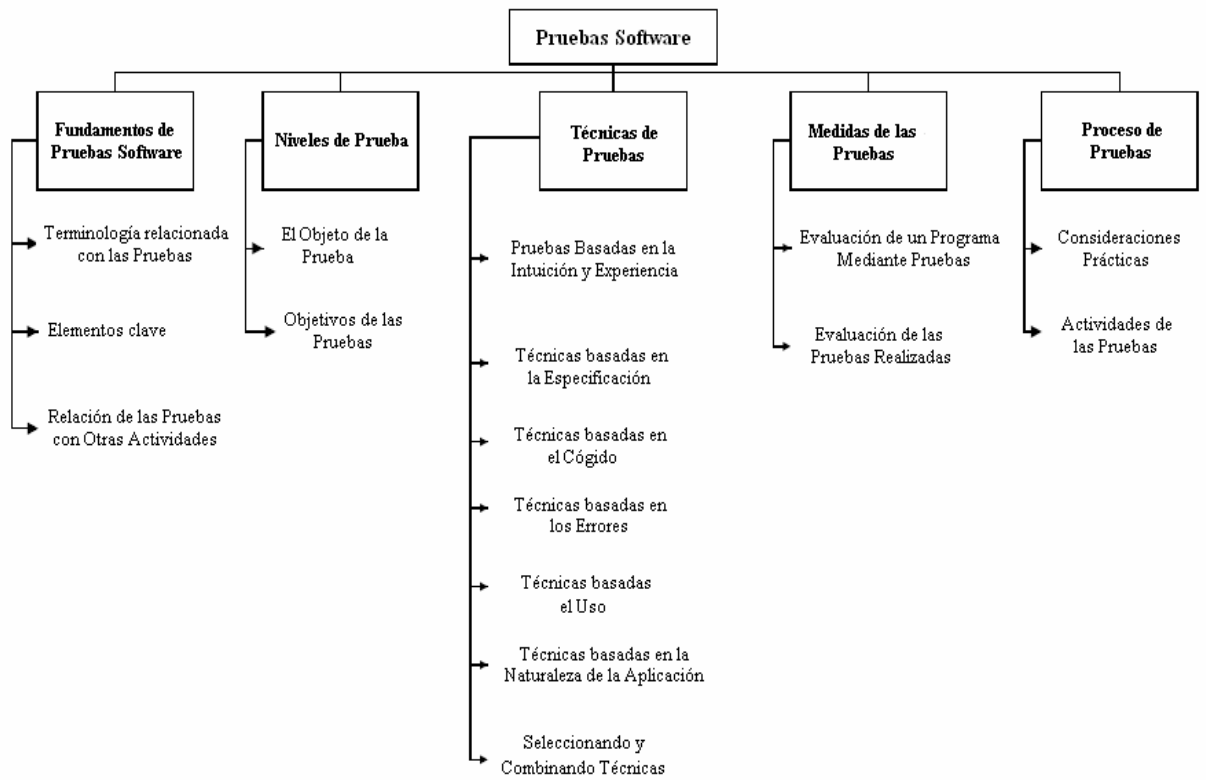 Pruebas Software
Fundamentos de
Pruebas Software
Terminología relacionada
con las Pruebas
Elementos clave
Relación de las Pruebas
con Otras Actividades
Niveles de Prueba
El Objeto de la
Prueba
Objetivos de las
Pruebas
Técnicas de
Pruebas
Pruebas Basadas en la
Intuición y Experiencia
Técnicas basadas en
la Especificación
Técnicas basadas en
el Cógido
Técnicas basadas en
los Errores
Técnicas basadas
el Uso
Técnicas basadas en la
Naturaleza de la Aplicación
Seleccionando y
Combinando Técnicas
Medidas de las
Pruebas
Evaluación de un Programa
Mediante Pruebas
Evaluación de las
Pruebas Realizadas
Proceso de
Pruebas
Consideraciones
Prácticas
Actividades de
las Pruebas